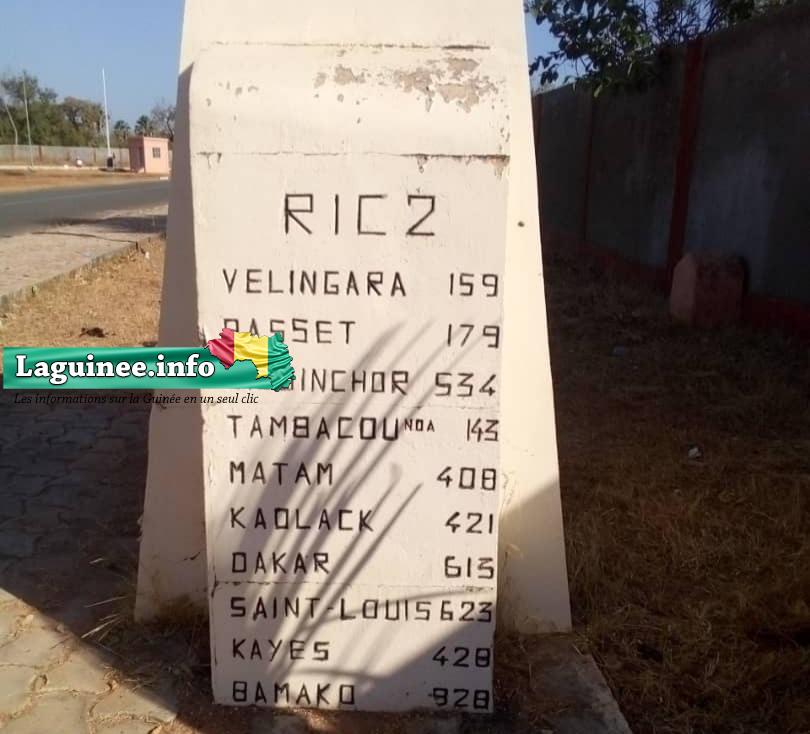 RIC2
VELINGARA 159
179
534
TAMBACOUNDA 143
MATAM 408
KAOLACK 421
DAKAR 613
SAINT-LOUIS 623
KAYES 428
BAMAKO 928
Laguinee.info
Les informations sur la Guinée en un seul clic